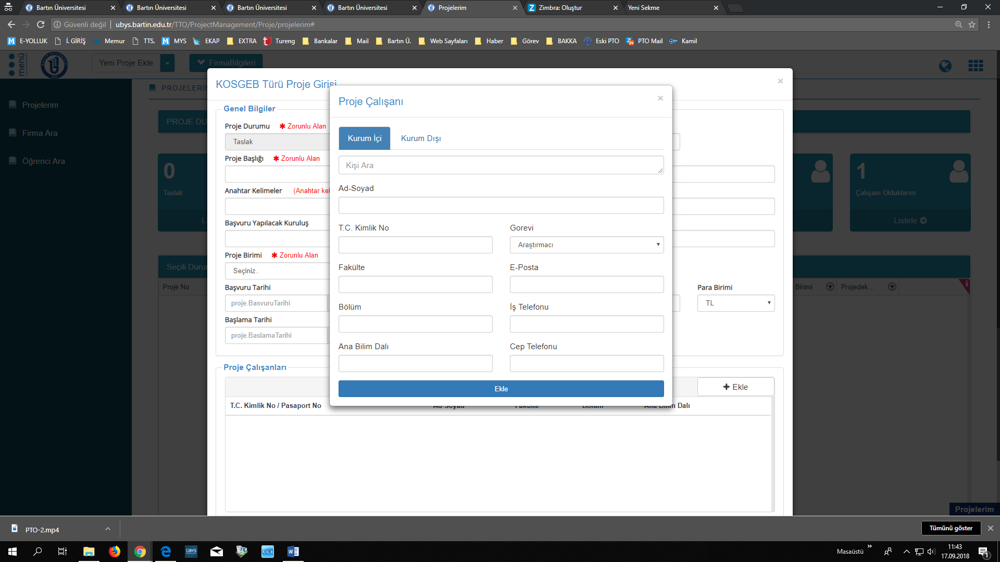 Bartın Üniversitesi
Bartın Üniversitesi
Bartın Üniversitesi
Bartın Üniversitesi
Projelerim
Zimbra: Oluştur
Yeni Sekme
Güvenli değil ubys.bartin.edu.tr/TTO/ProjectManagement/Proje/projelerim#
E-YOLLUK İ. GİRİŞ Memur TTS. MYS EKAP EXTRA Tureng Bankalar Mail Bartın Ü. Web Sayfaları Haber Görev BAKKA Eski PTO PTO Mail Kamil
menü
Yeni Proje Ekle
FirmaBilgileri
Projelerim
Firma Ara
Öğrenci Ara
PROJELERİM
PROJE DU
0
Taslak
L
1
Çalışanı Olduklarım
Listele
Seçili Durum
Proje No
Birimi
Projedek...
KOSGEB Türü Proje Girişi
×
Genel Bilgiler
Proje Durumu ✱ Zorunlu Alan
Taslak
Proje Başlığı ✱ Zorunlu Alan
Anahtar Kelimeler (Anahtar kel
Başvuru Yapılacak Kuruluş
Proje Birimi ✱ Zorunlu Alan
Seçiniz..
Başvuru Tarihi
proje.BasvuruTarihi
Para Birimi
TL
Başlama Tarihi
proje.BaslamaTarihi
Proje Çalışanı
×
Kurum İçi Kurum Dışı
Kişi Ara
Ad-Soyad
T.C. Kimlik No Gorevi
Araştırmacı
Fakülte E-Posta
Bölüm İş Telefonu
Ana Bilim Dalı Cep Telefonu
Ekle
Proje Çalışanları
+ Ekle
T.C. Kimlik No / Pasaport No Ad-Soyad Fakülte Bölüm Ana Bilim Dalı
Projelerim
PTO-2.mp4
Tümünü göster
ÜBYS
Masaüstü
11:43
17.09.2018
1